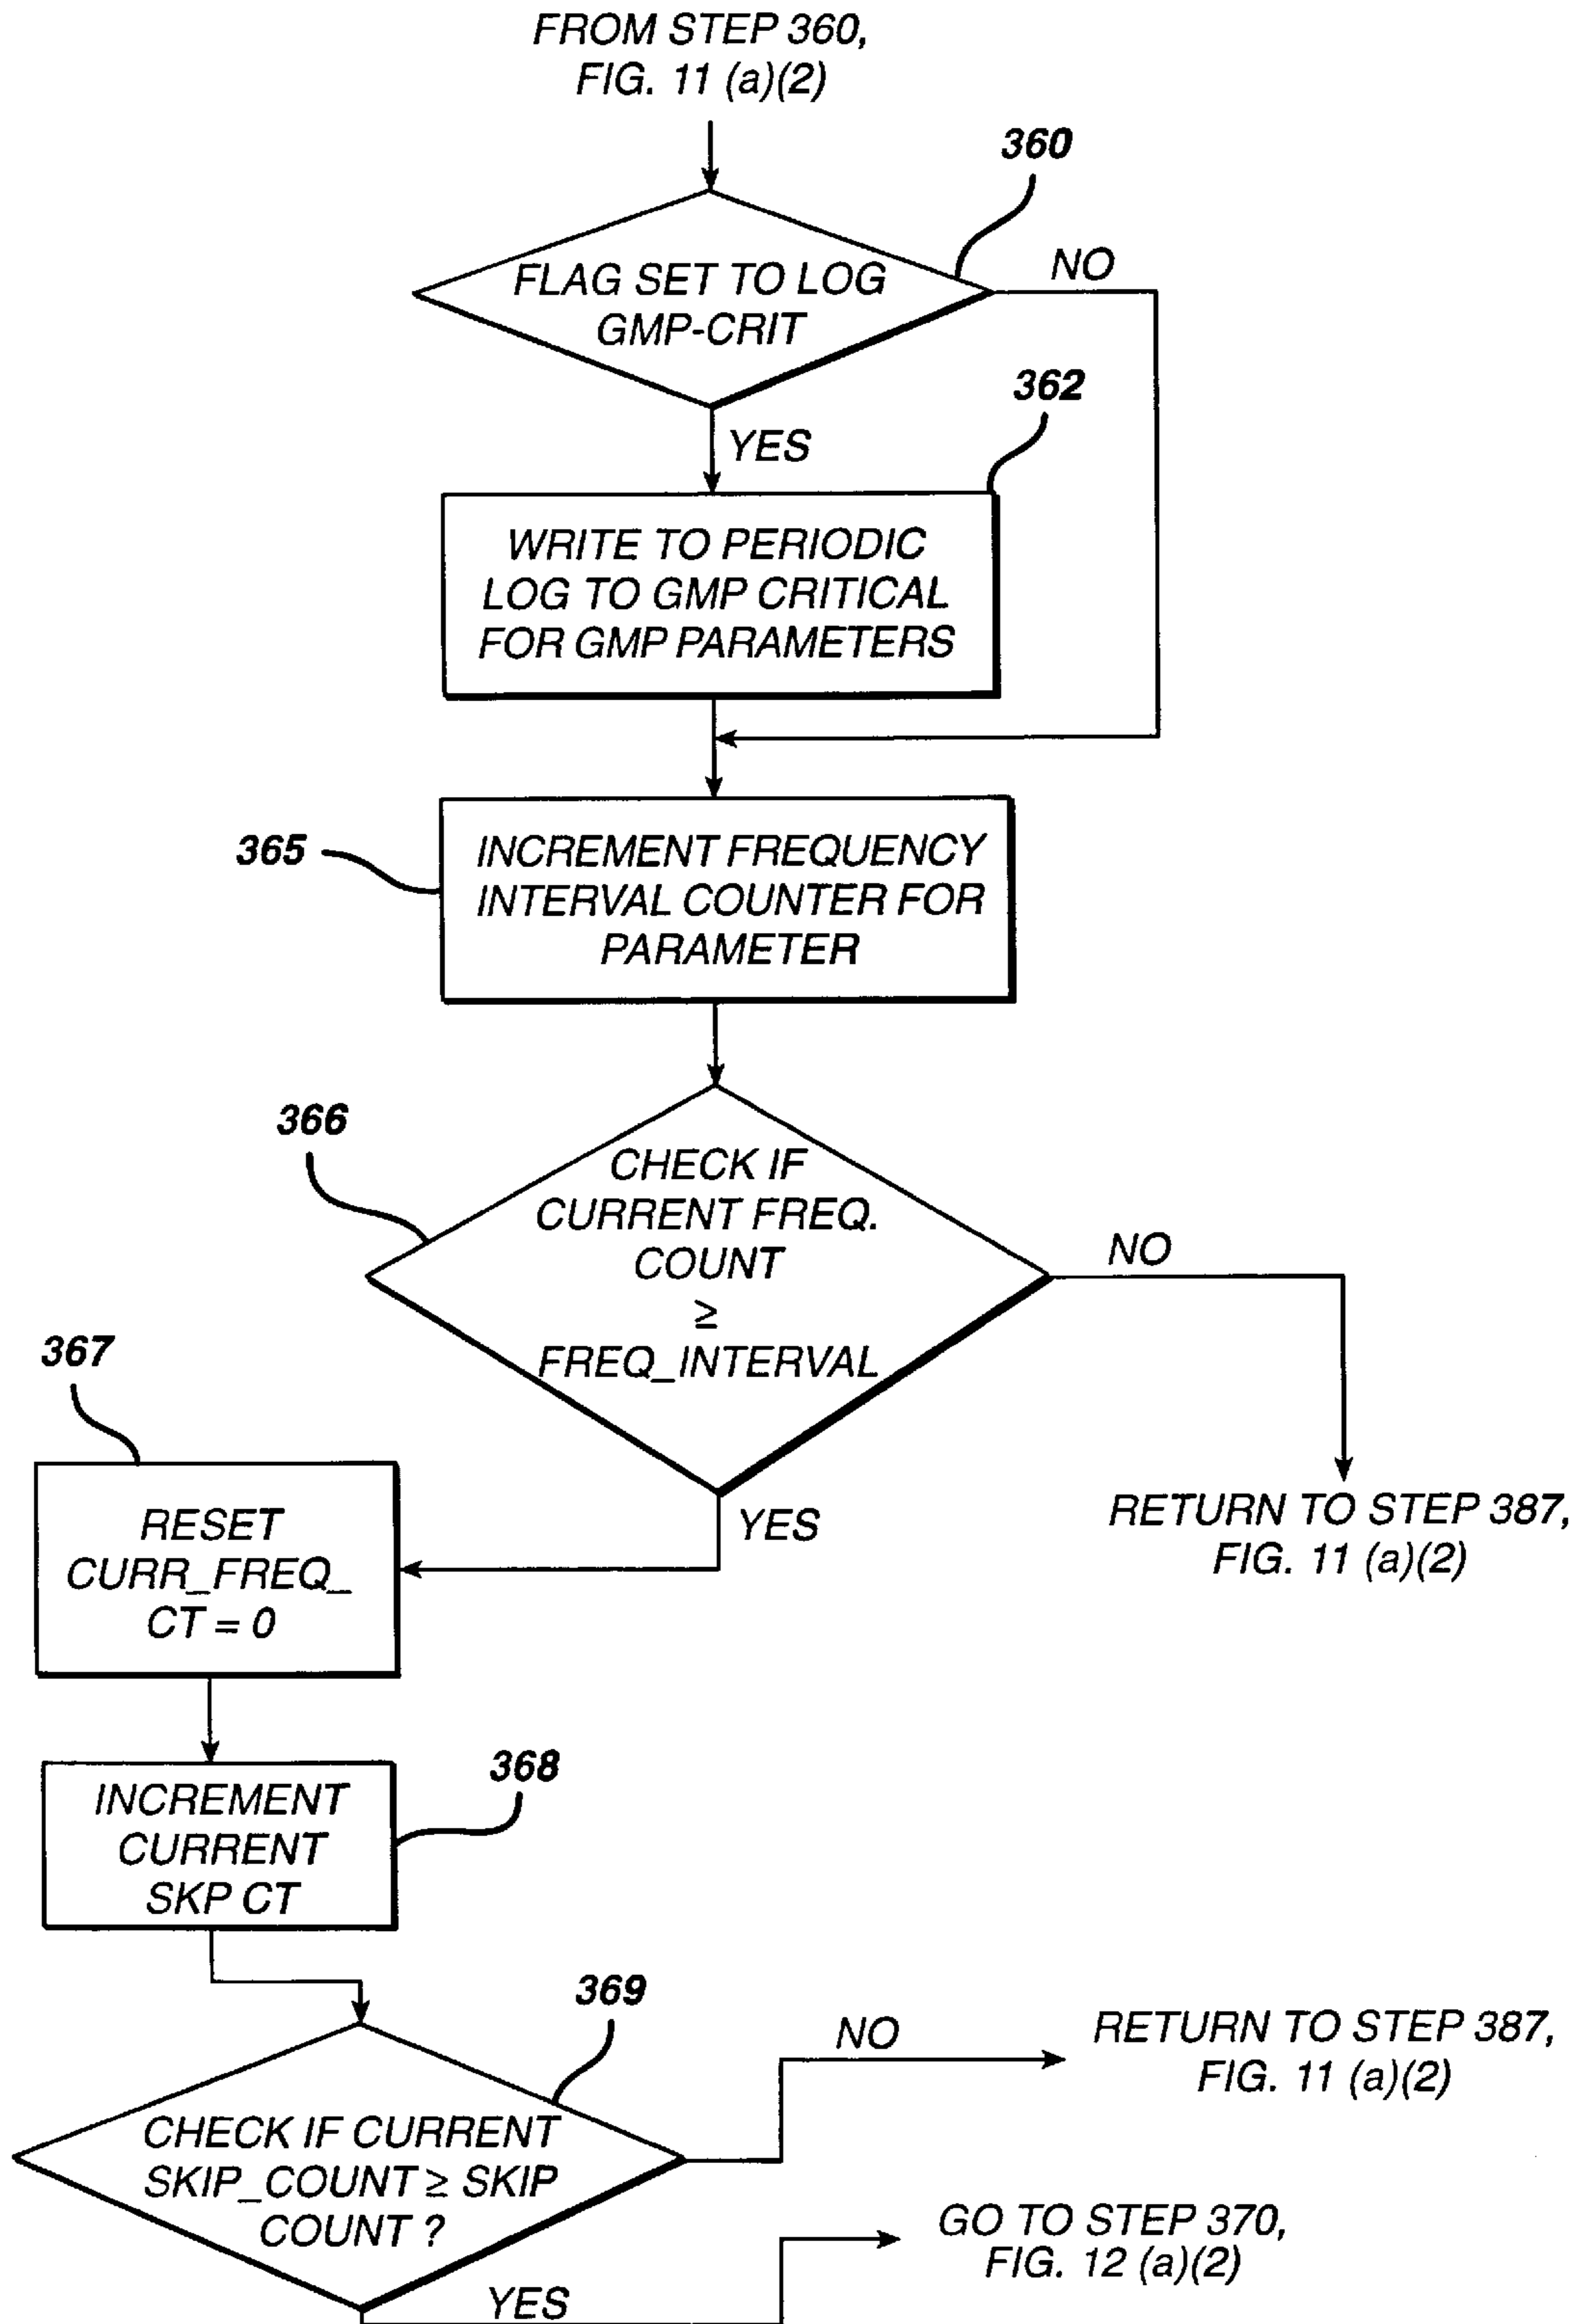 FROM STEP 360,
FIG. 11 (a)(2)
360
FLAG SET TO LOG
GMP-CRIT
NO
YES
362
WRITE TO PERIODIC
LOG TO GMP CRITICAL
FOR GMP PARAMETERS
365
INCREMENT FREQUENCY
INTERVAL COUNTER FOR
PARAMETER
366
CHECK IF
CURRENT FREQ.
COUNT
≥
FREQ_INTERVAL
NO
RETURN TO STEP 387,
FIG. 11 (a)(2)
YES
367
RESET
CURR_FREQ_
CT = 0
368
INCREMENT
CURRENT
SKP CT
369
CHECK IF CURRENT
SKIP_COUNT ≥ SKIP
COUNT ?
NO
RETURN TO STEP 387,
FIG. 11 (a)(2)
YES
GO TO STEP 370,
FIG. 12 (a)(2)